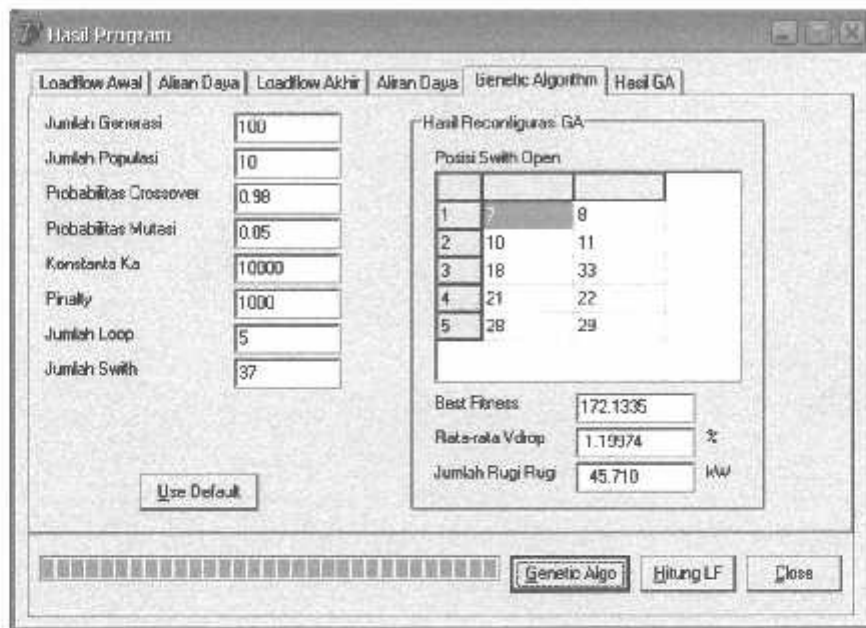 Hasil Program
Loadflow Awal Aliran Daya Loadflow Akhir Aliran Daya Genetic Algorithm Hasil GA
Jumlah Generasi 100
Jumlah Populasi 10
Probabilitas Crossover 0.98
Probabilitas Mutasi 0.05
Konstanta Ka 10000
Pinally 1000
Jumlah Loop 5
Jumlah Swith 37
Use Default
Hasil Reconfiguras GA
Posisi Swith Open
1 7 8
2 10 11
3 18 33
4 21 22
5 28 29
Best Fitness 172.1335
Rata-rata Vdrop 1.19974 %
Jumlah Rugi Rugi 45.710 kW
Genetic Algo Hitung LF Close